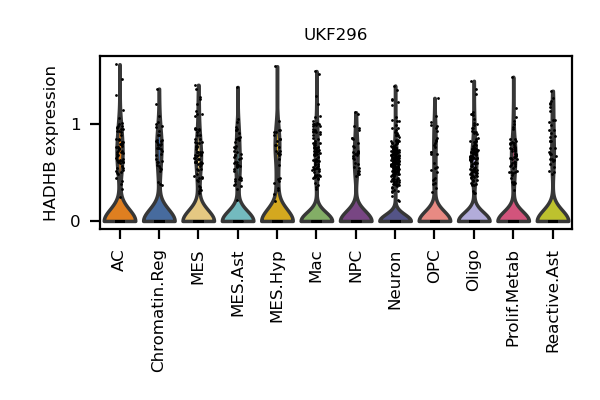 UKF296
HADHB expression
1
0
AC
Chromatin.Reg
MES
MES.Ast
MES.Hyp
Mac
NPC
Neuron
OPC
Oligo
Prolif.Metab
Reactive.Ast